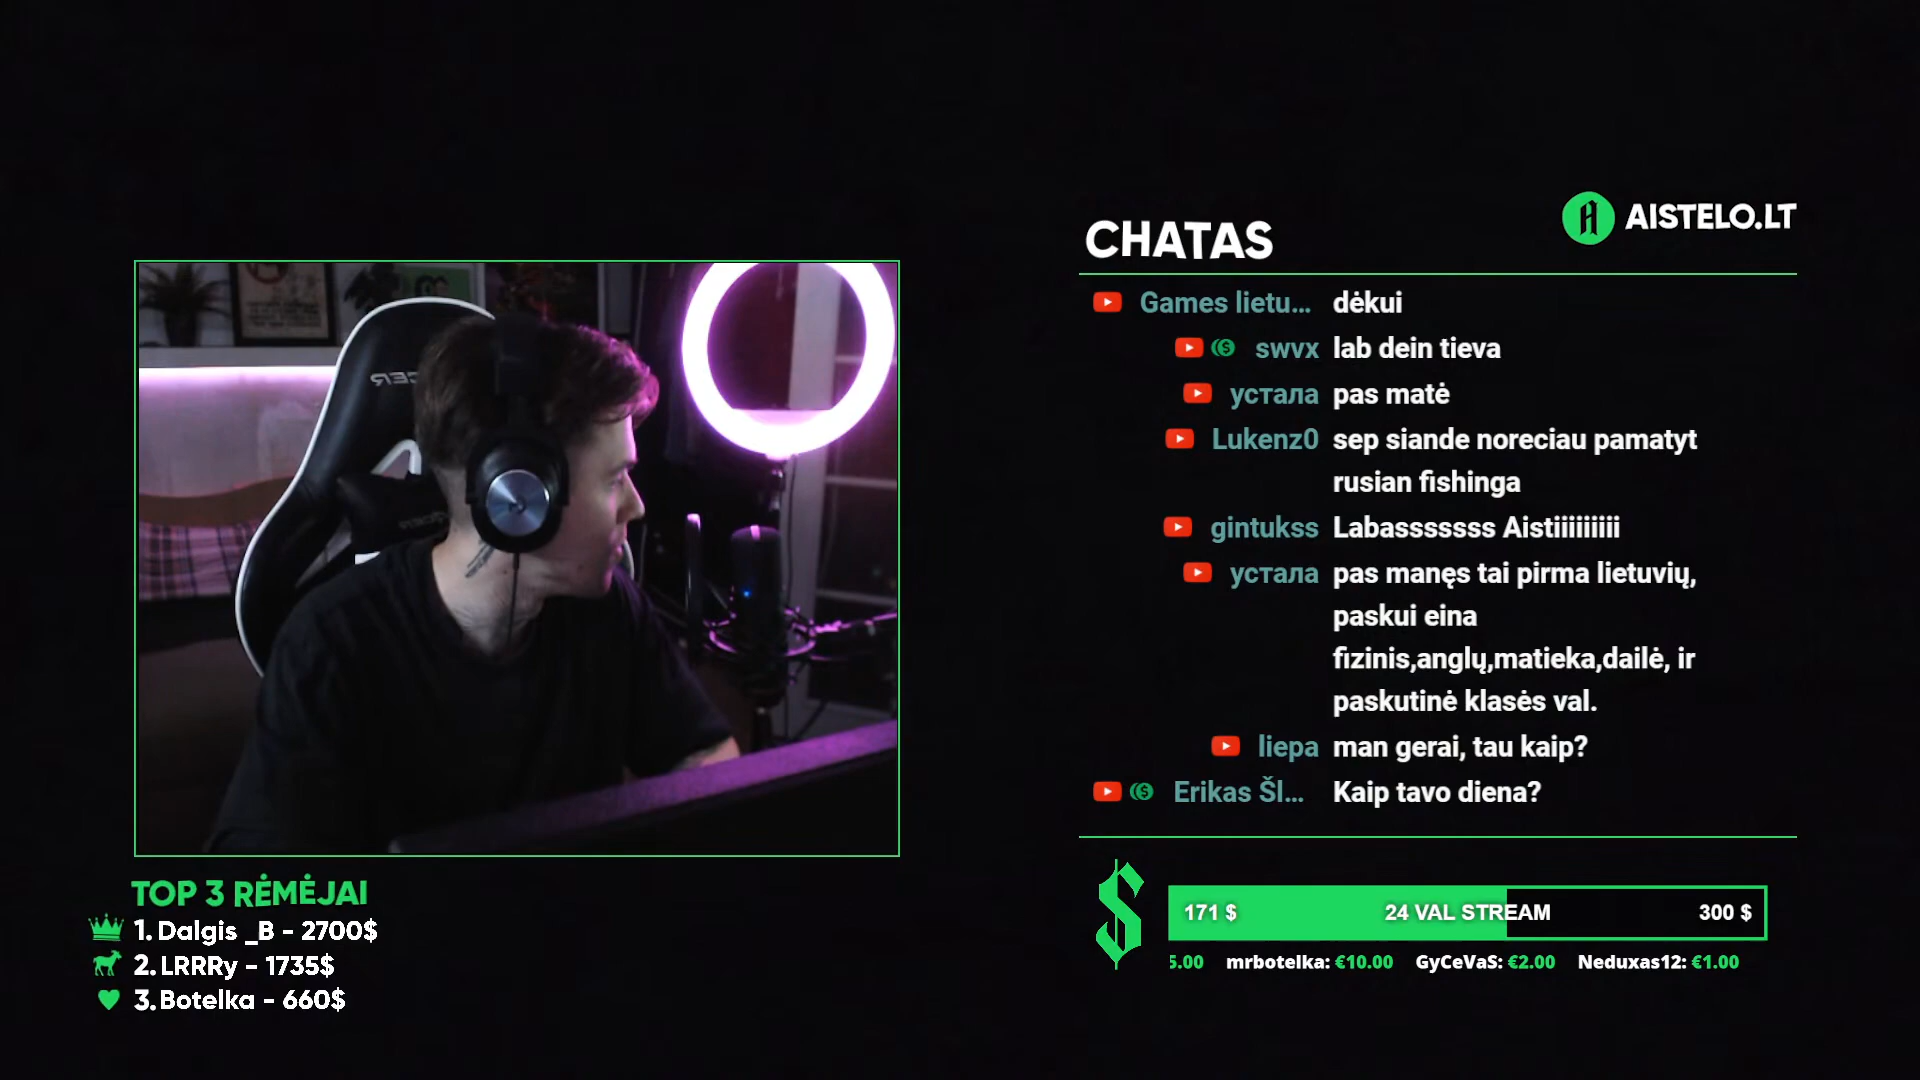 AISTELO.LT
CHATAS
Games lietu... dėkui
swvx lab dein tieva
устала pas matė
Lukenz0 sep siande noreciau pamatyt
rusian fishinga
gintukss Labasssssss Aistiiiiiiiii
устала pas manęs tai pirma lietuvių,
paskui eina
fizinis,anglų,matieka,dailė, ir
paskutinė klasės val.
liepa man gerai, tau kaip?
Erikas Šl... Kaip tavo diena?
171 $ 24 VAL STREAM 300 $
5.00 mrbotelka: €10.00 GyCeVaS: €2.00 Neduxas12: €1.00
TOP 3 RĖMĖJAI
1. Dalgis _B - 2700$
2. LRRRy - 1735$
3. Botelka - 660$